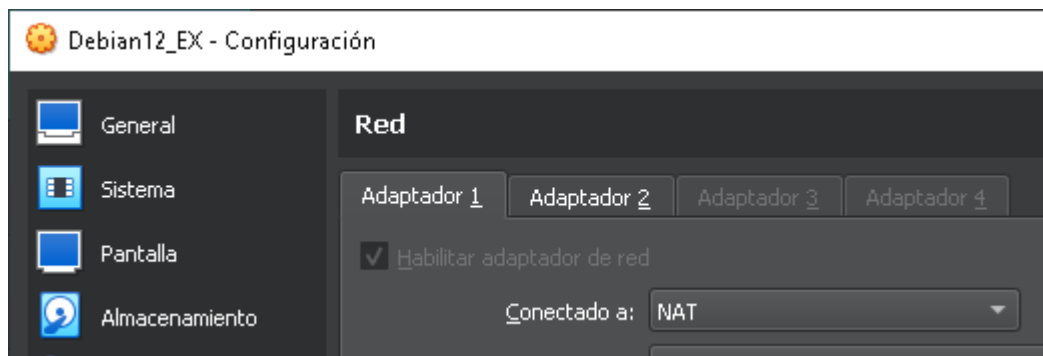 Debian12_EX - Configuración
General
Sistema
Pantalla
Almacenamiento
Red
Adaptador 1 Adaptador 2 Adaptador 3 Adaptador 4
Habilitar adaptador de red
Conectado a: NAT